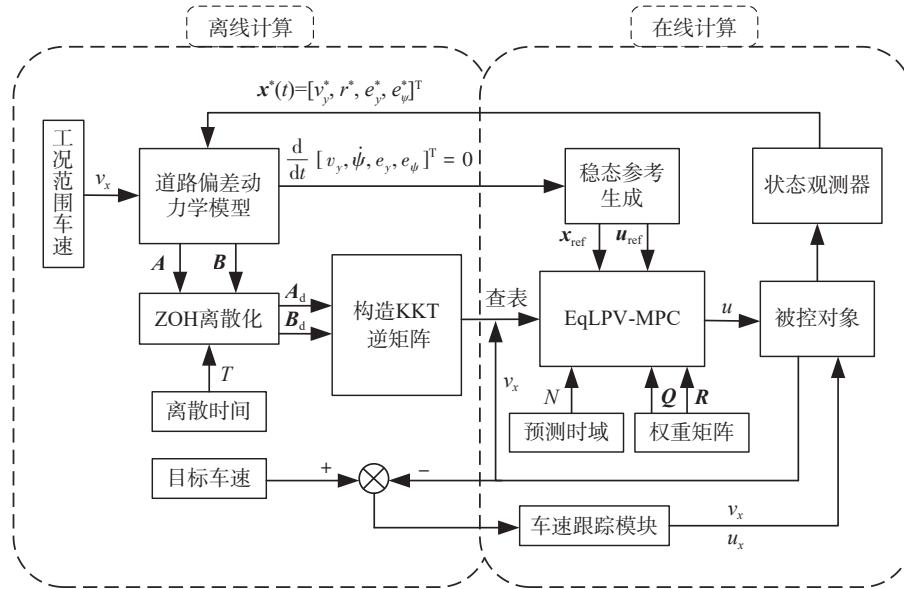 离线计算
在线计算
x*(t)=[v_y*, r*, e_y*, e_ψ*]^T
工况范围车速
v_x
道路偏差动
力学模型
d/dt [v_y, ψ̇, e_y, e_ψ]^T = 0
稳态参考
生成
状态观测器
A
B
x_ref
u_ref
ZOH离散化
A_d
B_d
构造KKT
逆矩阵
查表
EqLPV-MPC
u
被控对象
T
v_x
N
Q
R
离散时间
预测时域
权重矩阵
目标车速
+
−
车速跟踪模块
v_x
u_x